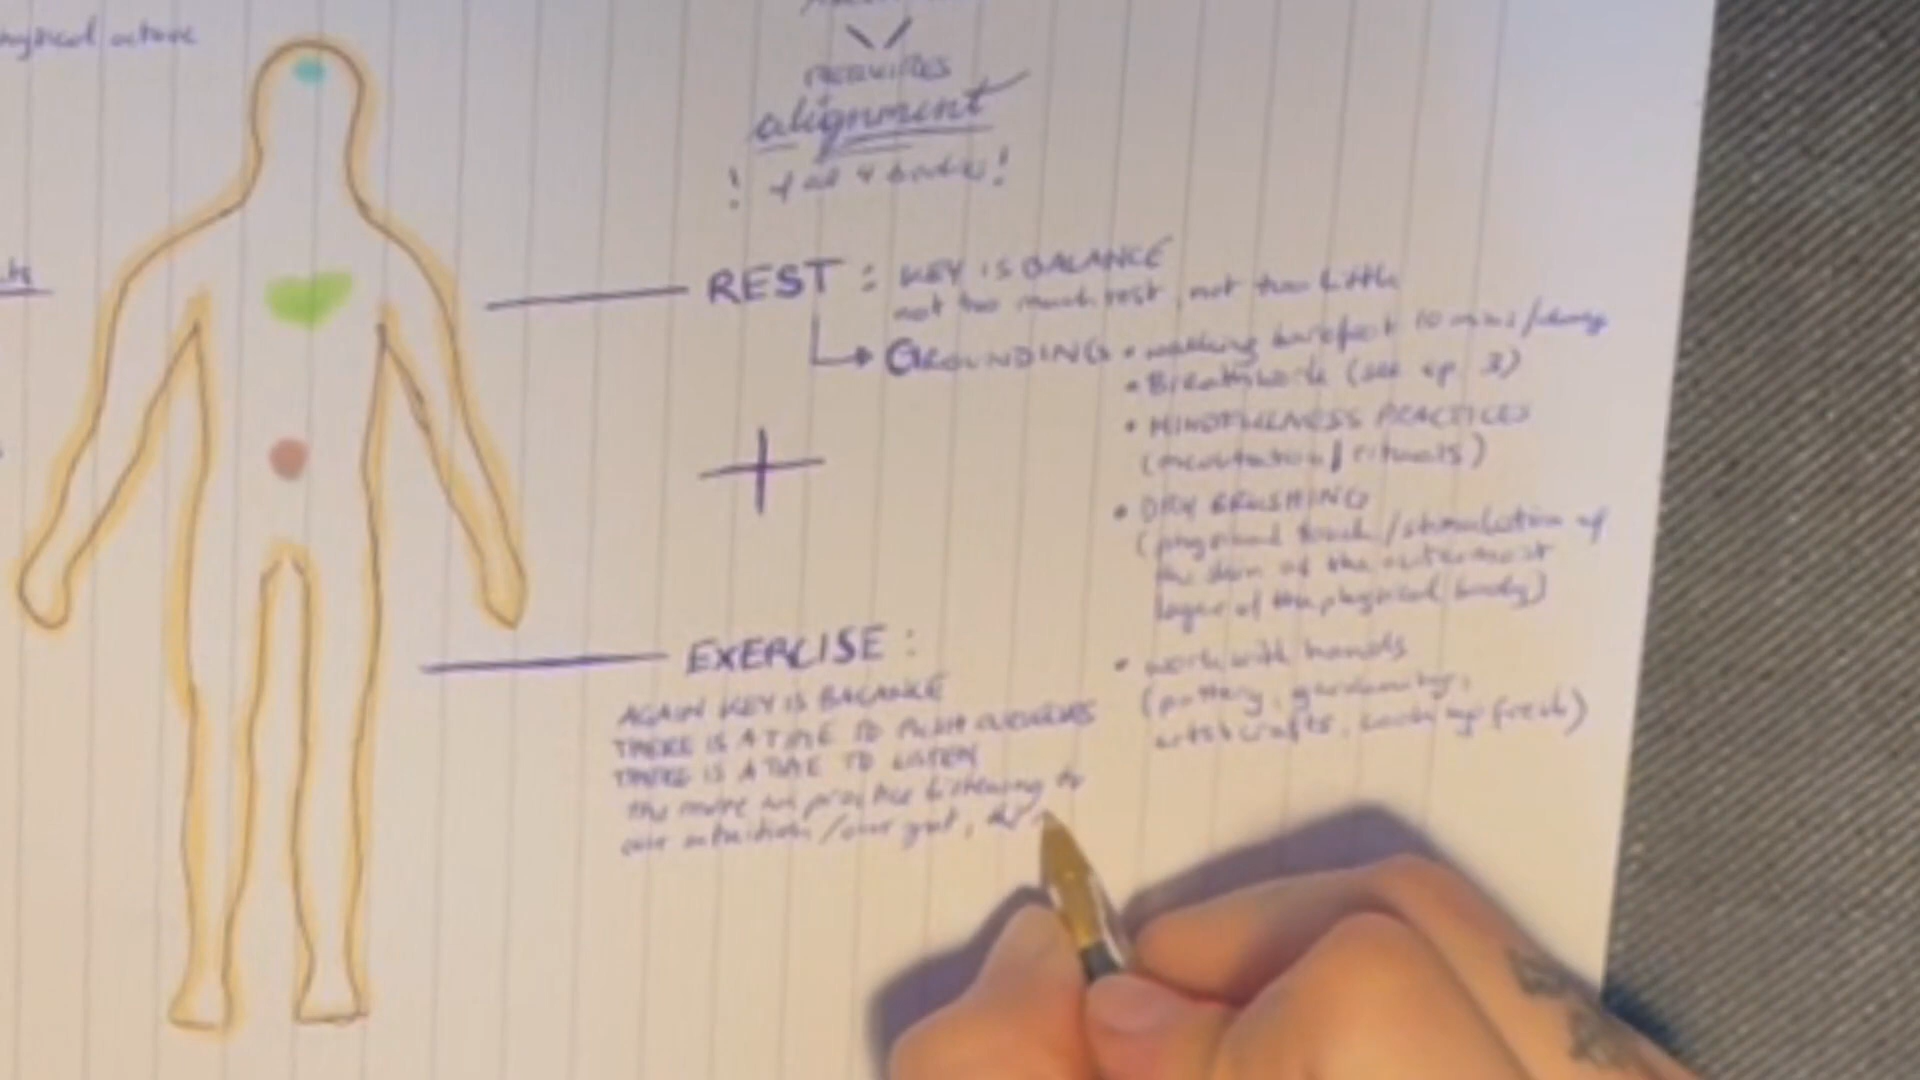 REQUIRES
alignment
! of all 4 bodies!
REST : KEY IS BALANCE
not too much rest, not too little
GROUNDING • walking barefoot 10 mins/day
• Breathwork (see ep. 3)
• MINDFULNESS PRACTICES
(meditation / rituals)
• DRY BRUSHING
(physical touch/stimulation of
the skin as the outermost
layer of the physical body)
• work with hands
(pottery, gardening,
arts&crafts, cooking fresh)
+
EXERCISE :
AGAIN KEY IS BALANCE
THERE IS A TIME TO PUSH OURSELVES
THERE IS A TIME TO LISTEN
the more we practice listening to
our intuition/our gut,